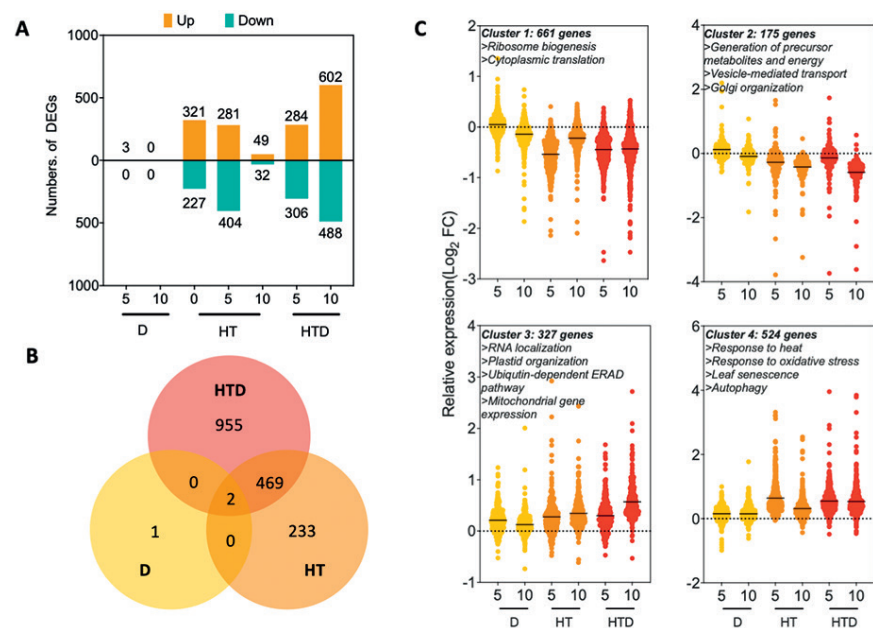 A
Up Down
Numbers. of DEGs
1000
500
0
500
1000
3 0 321 281 49 284 602
0 0 227 404 32 306 488
5 10 0 5 10 5 10
D HT HTD
B
HTD
955
0 2 469
1 0 233
D HT
C
Relative expression(Log2 FC)
Cluster 1: 661 genes
>Ribosome biogenesis
>Cytoplasmic translation
2
1
0
-1
-2
-3
5 10 5 10 5 10
Cluster 2: 175 genes
>Generation of precursor
metabolites and energy
>Vesicle-mediated transport
>Golgi organization
4
2
0
-2
-4
5 10 5 10 5 10
Cluster 3: 327 genes
>RNA localization
>Plastid organization
>Ubiqutin-dependent ERAD
pathway
>Mitochondrial gene
expression
4
3
2
1
0
-1
5 10 5 10 5 10
D HT HTD
Cluster 4: 524 genes
>Response to heat
>Response to oxidative stress
>Leaf senescence
>Autophagy
6
4
2
0
-2
5 10 5 10 5 10
D HT HTD